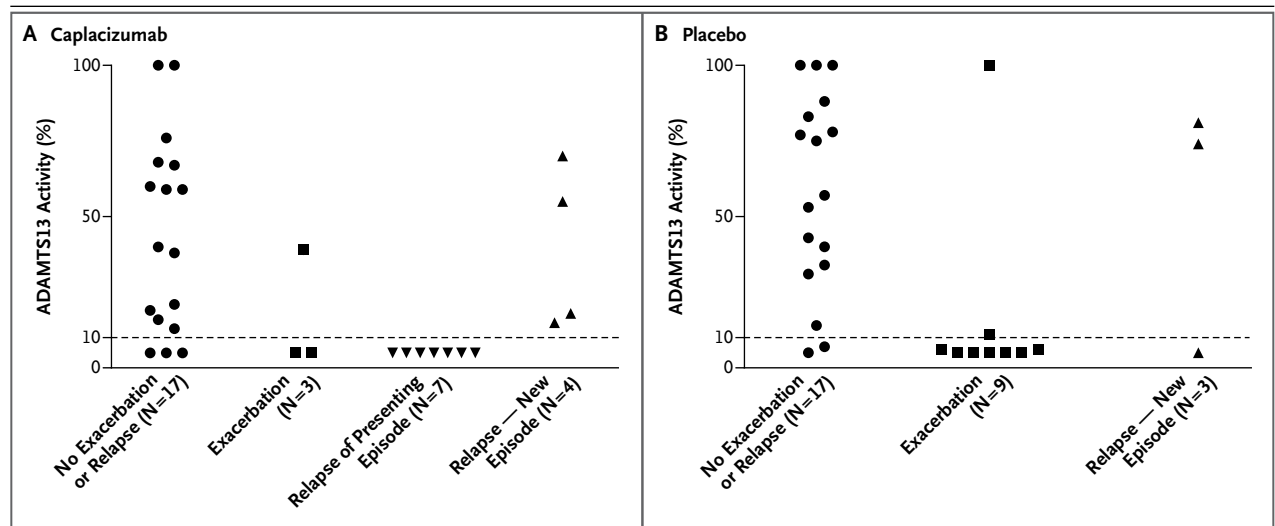 A Caplacizumab
ADAMTS13 Activity (%)
100
50
10
0
No Exacerbation
or Relapse (N=17)
Exacerbation
(N=3)
Relapse of Presenting
Episode (N=7)
Relapse — New
Episode (N=4)
B Placebo
ADAMTS13 Activity (%)
100
50
10
0
No Exacerbation
or Relapse (N=17)
Exacerbation
(N=9)
Relapse — New
Episode (N=3)